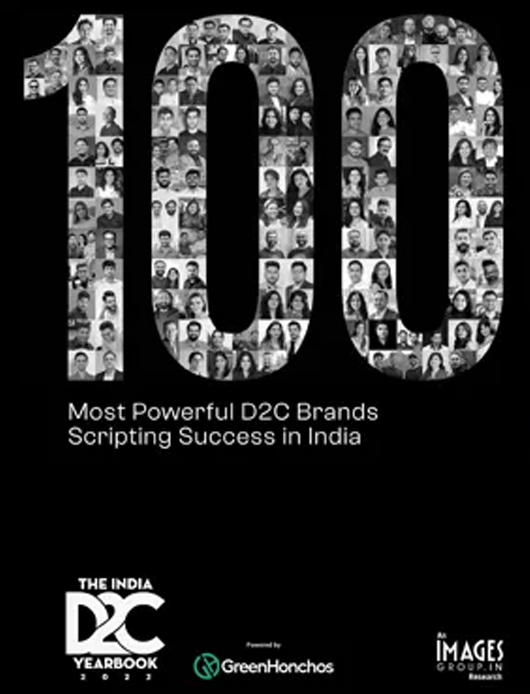 100
Most Powerful D2C Brands
Scripting Success in India
THE INDIA
D2C
YEARBOOK
2022
Powered by
GreenHonchos
An
IMAGES
GROUP.IN
Research